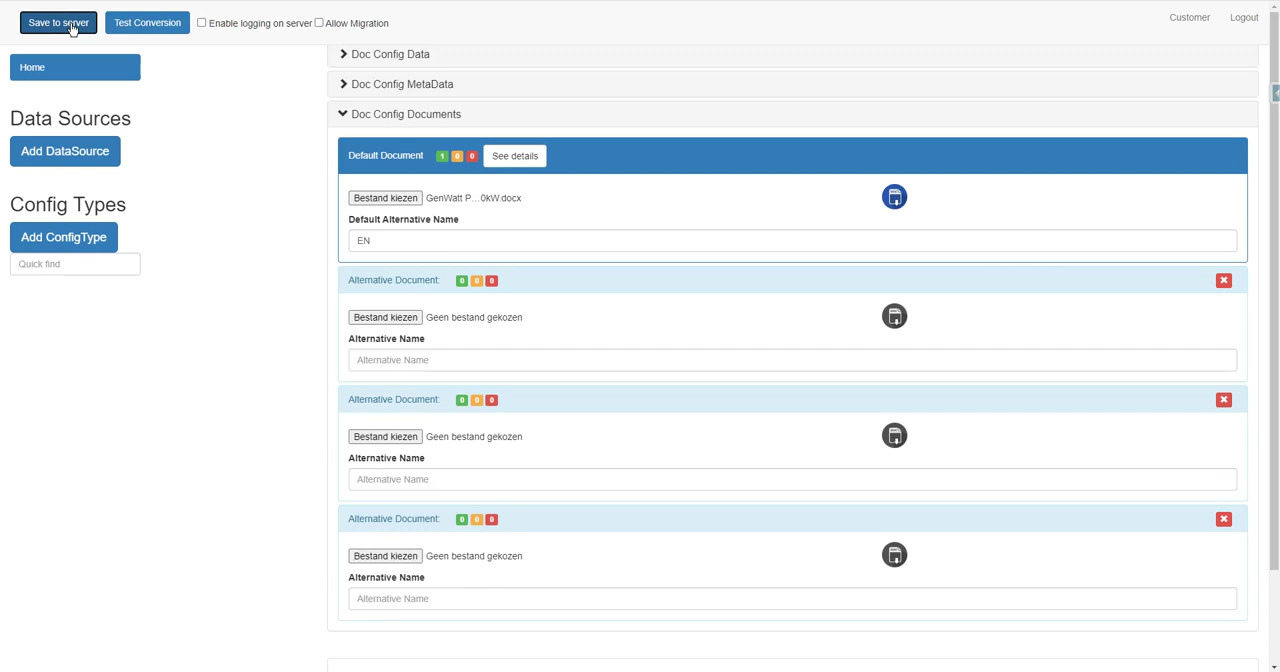 Save to server Test Conversion Enable logging on server Allow Migration Customer Logout
Home
Data Sources
Add DataSource
Config Types
Add ConfigType
Quick find
Doc Config Data
Doc Config MetaData
Doc Config Documents
Default Document 1 0 0 See details
Bestand kiezen GenWatt P...0kW.docx
Default Alternative Name
EN
Alternative Document: 0 0 0
Bestand kiezen Geen bestand gekozen
Alternative Name
Alternative Name
Alternative Document: 0 0 0
Bestand kiezen Geen bestand gekozen
Alternative Name
Alternative Name
Alternative Document: 0 0 0
Bestand kiezen Geen bestand gekozen
Alternative Name
Alternative Name